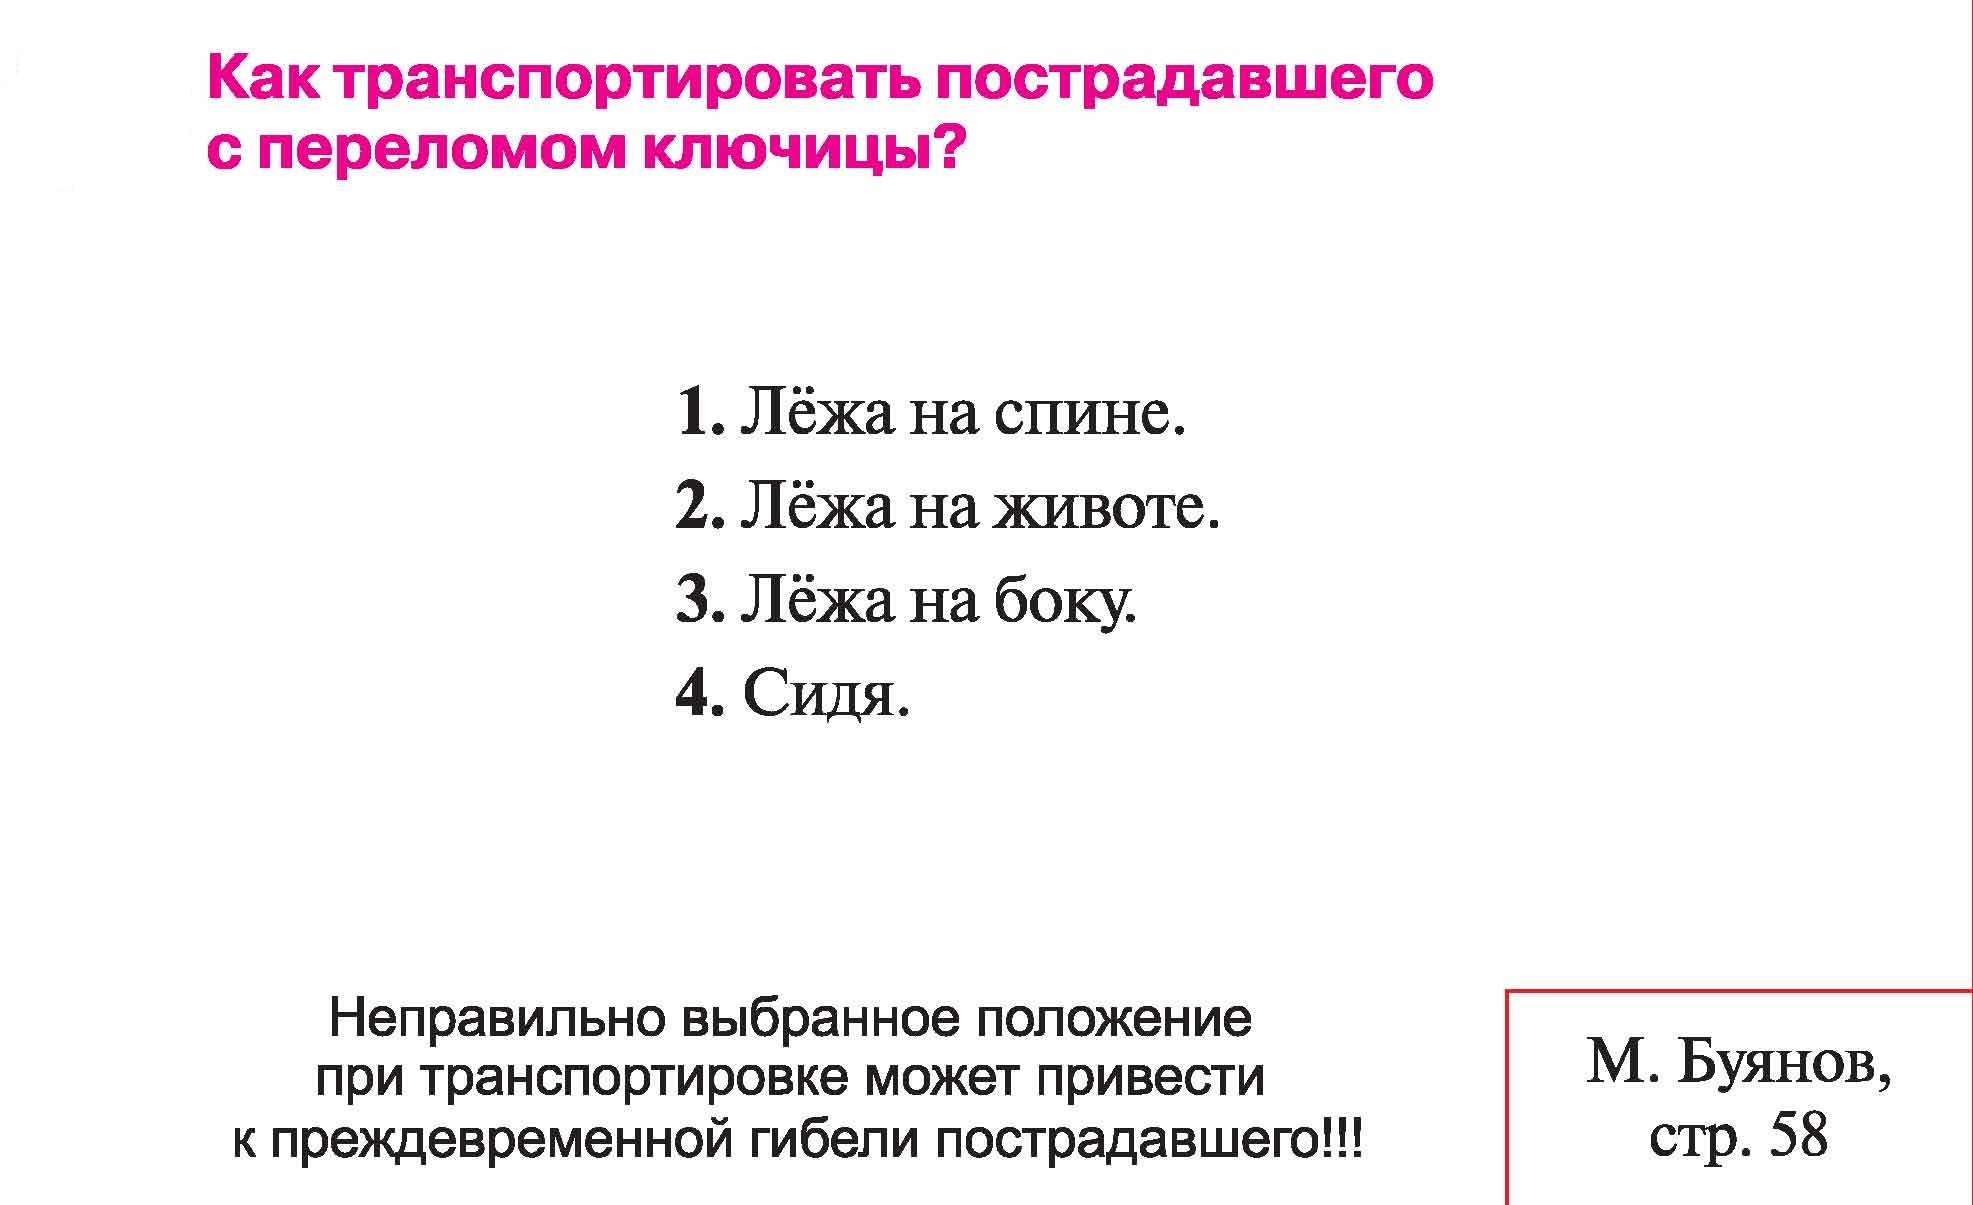 Как транспортировать пострадавшего
с переломом ключицы?
1. Лёжа на спине.
2. Лёжа на животе.
3. Лёжа на боку.
4. Сидя.
Неправильно выбранное положение
при транспортировке может привести
к преждевременной гибели пострадавшего!!!
М. Буянов,
стр. 58